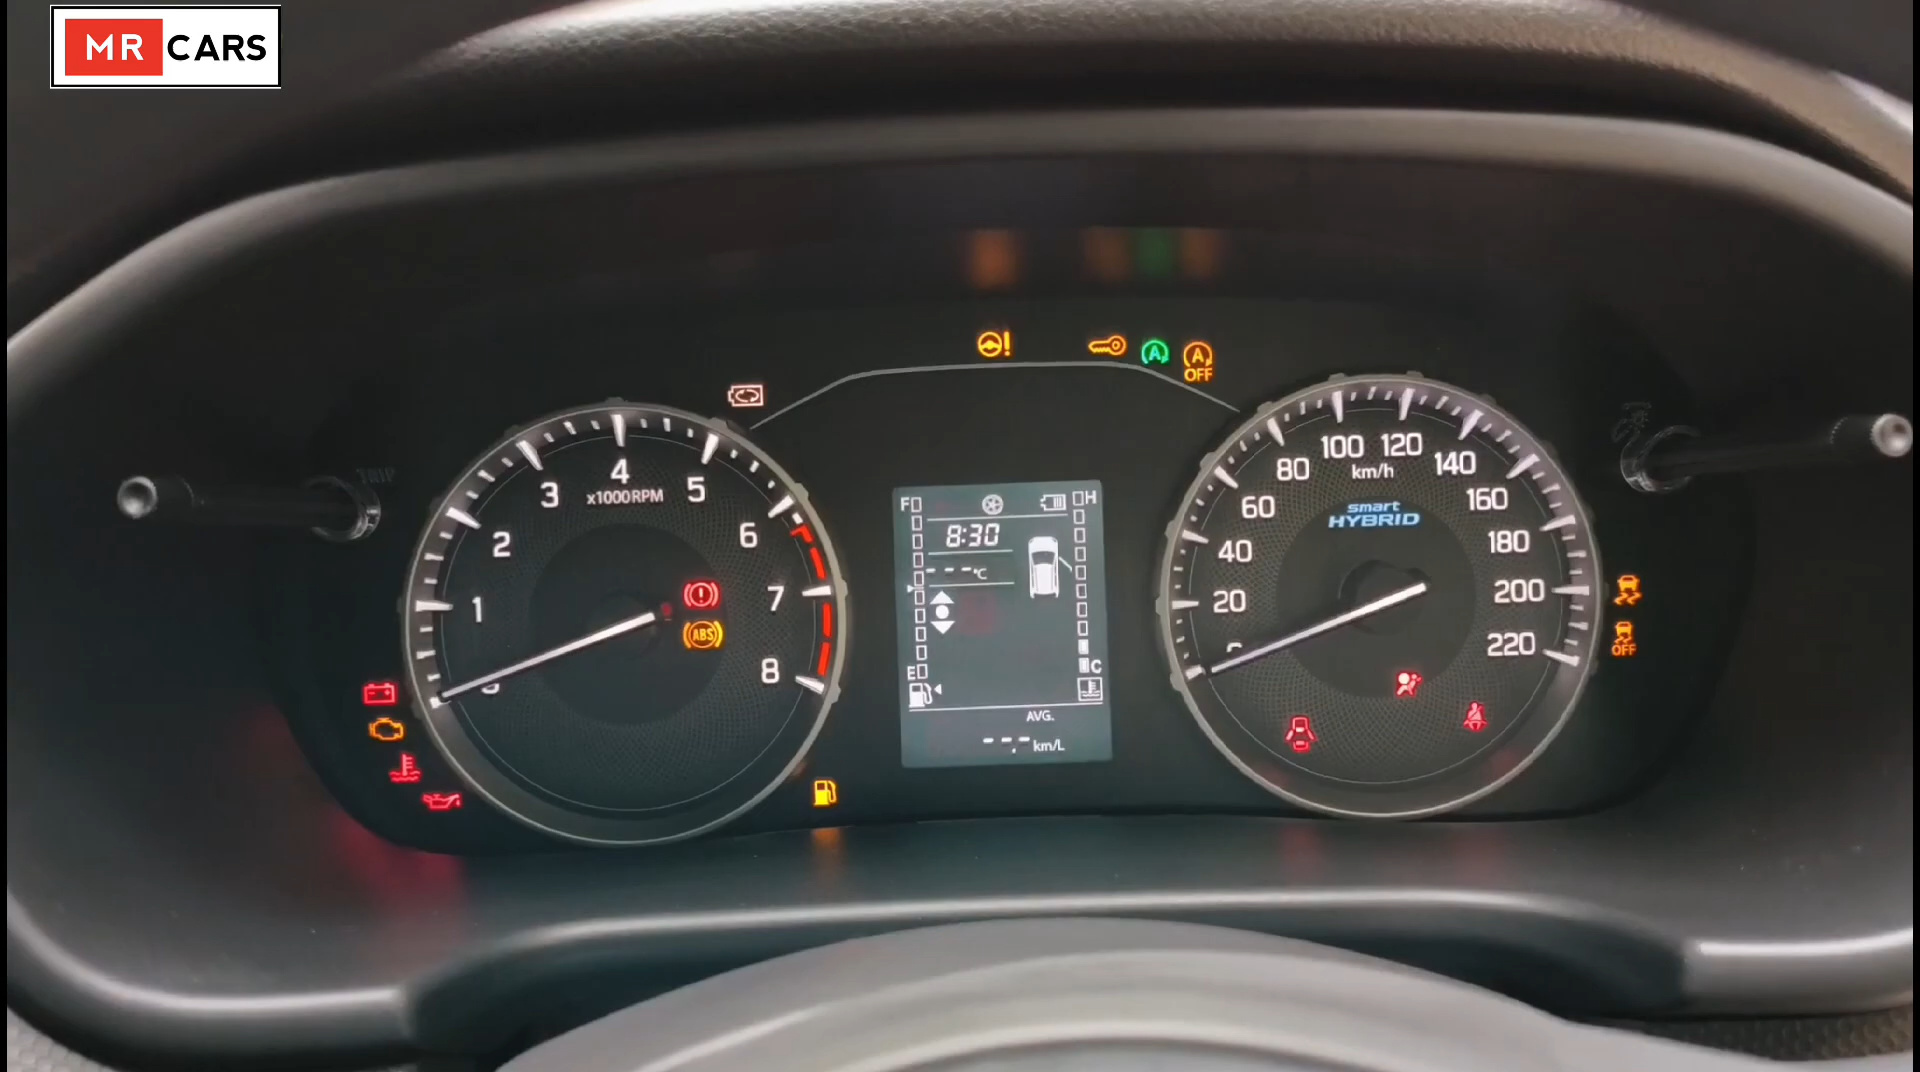 MR CARS
TRIP
A
A
OFF
1
2
3
4
5
6
7
8
x1000RPM
ABS
F
H
8:30
---°C
E
C
AVG.
--.-km/L
20
40
60
80
100
120
140
160
180
200
220
km/h
smart
HYBRID
OFF